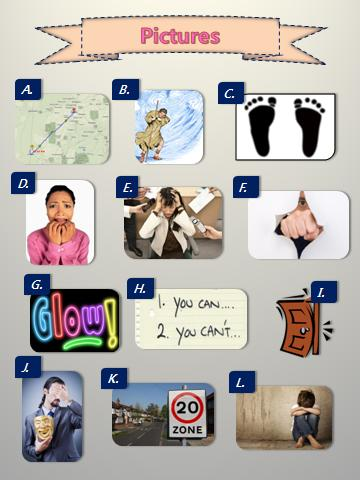 Pictures
A.
B.
C.
D.
E.
F.
G.
Glow!
H.
1. YOU CAN....
2. YOU CAN'T...
I.
J.
K.
20
ZONE
L.